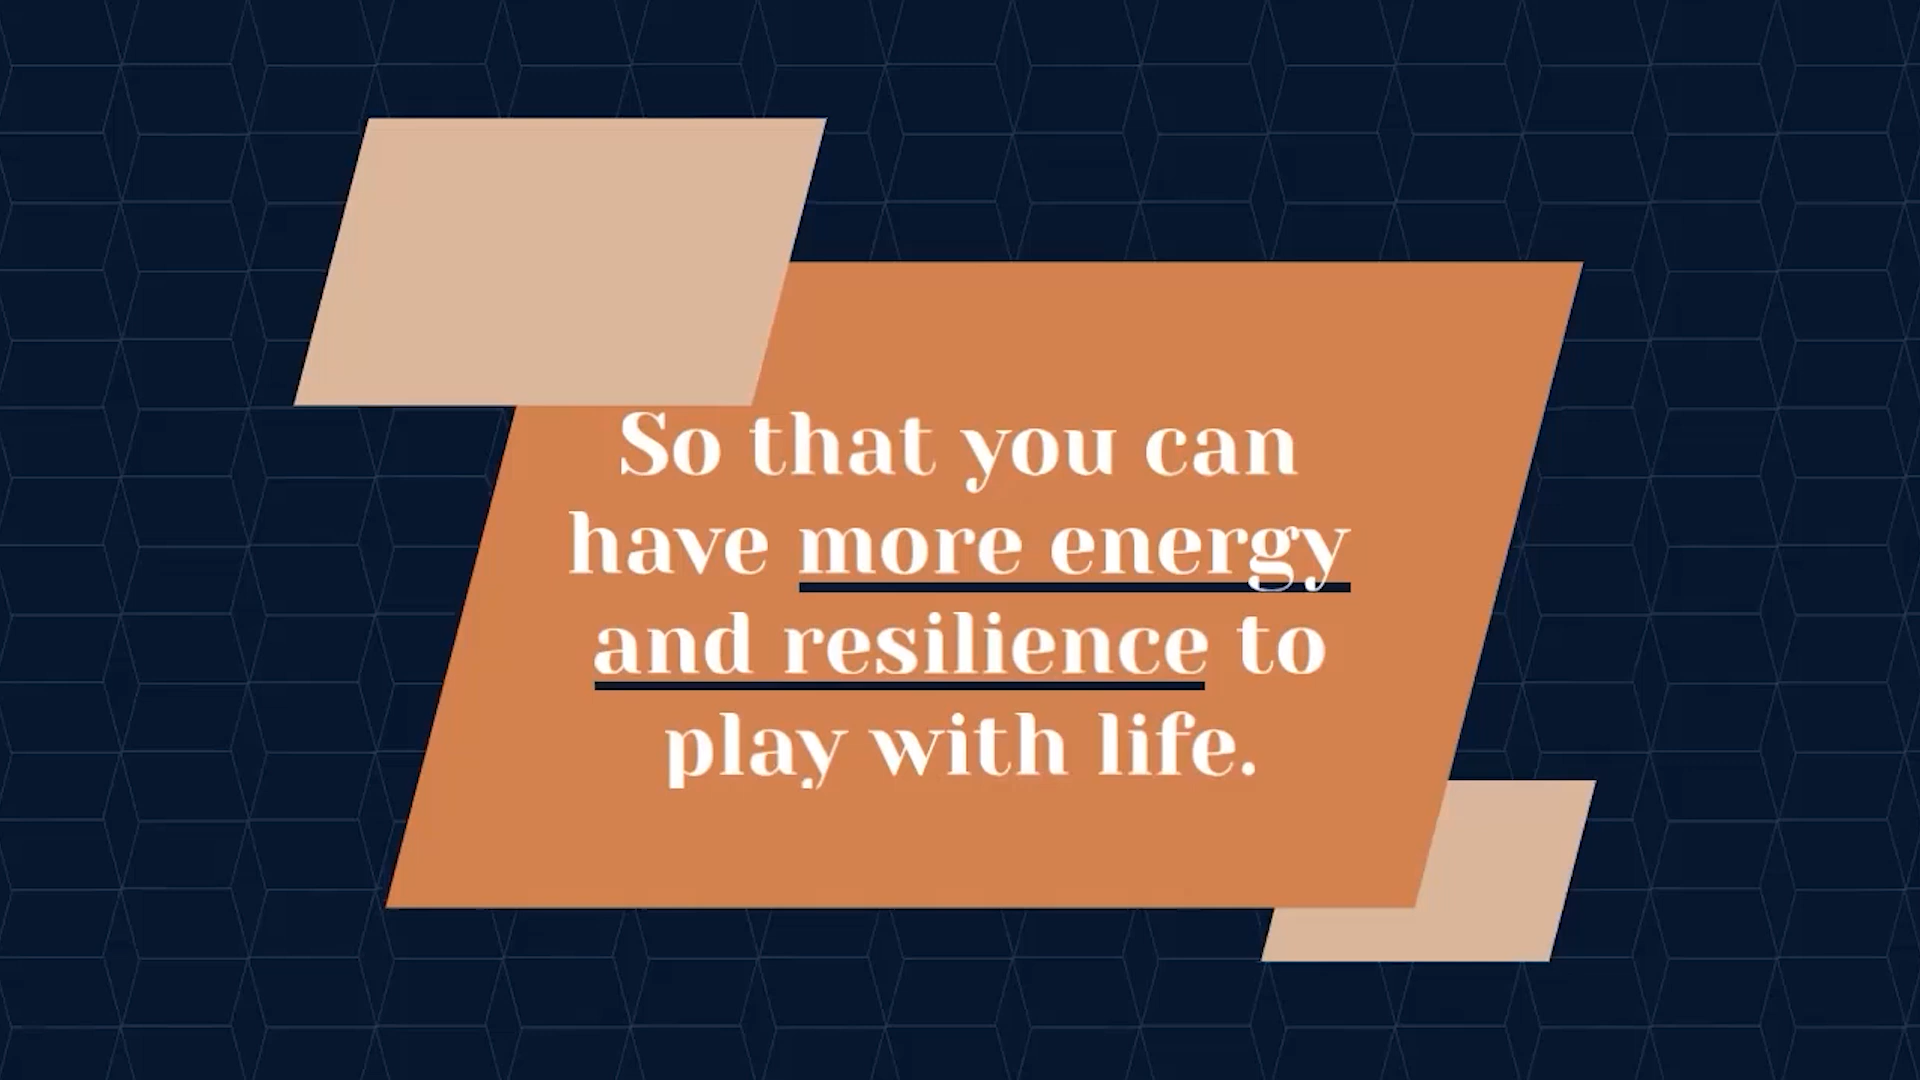 So that you can
have more energy
and resilience to
play with life.